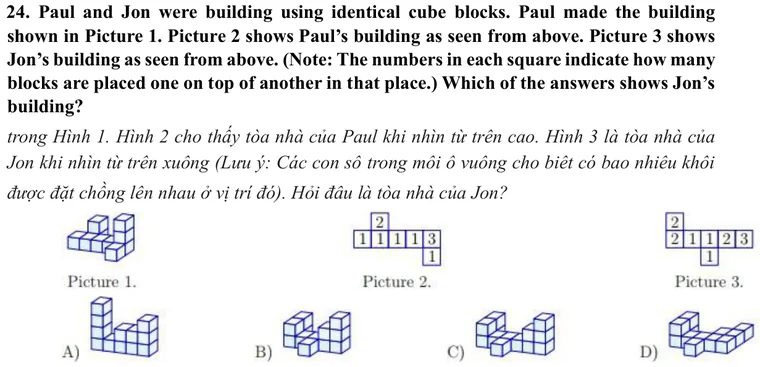 24. Paul and Jon were building using identical cube blocks. Paul made the building
shown in Picture 1. Picture 2 shows Paul's building as seen from above. Picture 3 shows
Jon's building as seen from above. (Note: The numbers in each square indicate how many
blocks are placed one on top of another in that place.) Which of the answers shows Jon's
building?
trong Hình 1. Hình 2 cho thấy tòa nhà của Paul khi nhìn từ trên cao. Hình 3 là tòa nhà của
Jon khi nhìn từ trên xuông (Lưu ý: Các con sô trong môi ô vuông cho biêt có bao nhiêu khôi
được đặt chồng lên nhau ở vị trí đó). Hỏi đâu là tòa nhà của Jon?
2
1 1 1 1 3
1
2
2 1 1 2 3
1
Picture 1. Picture 2. Picture 3.
A) B) C) D)